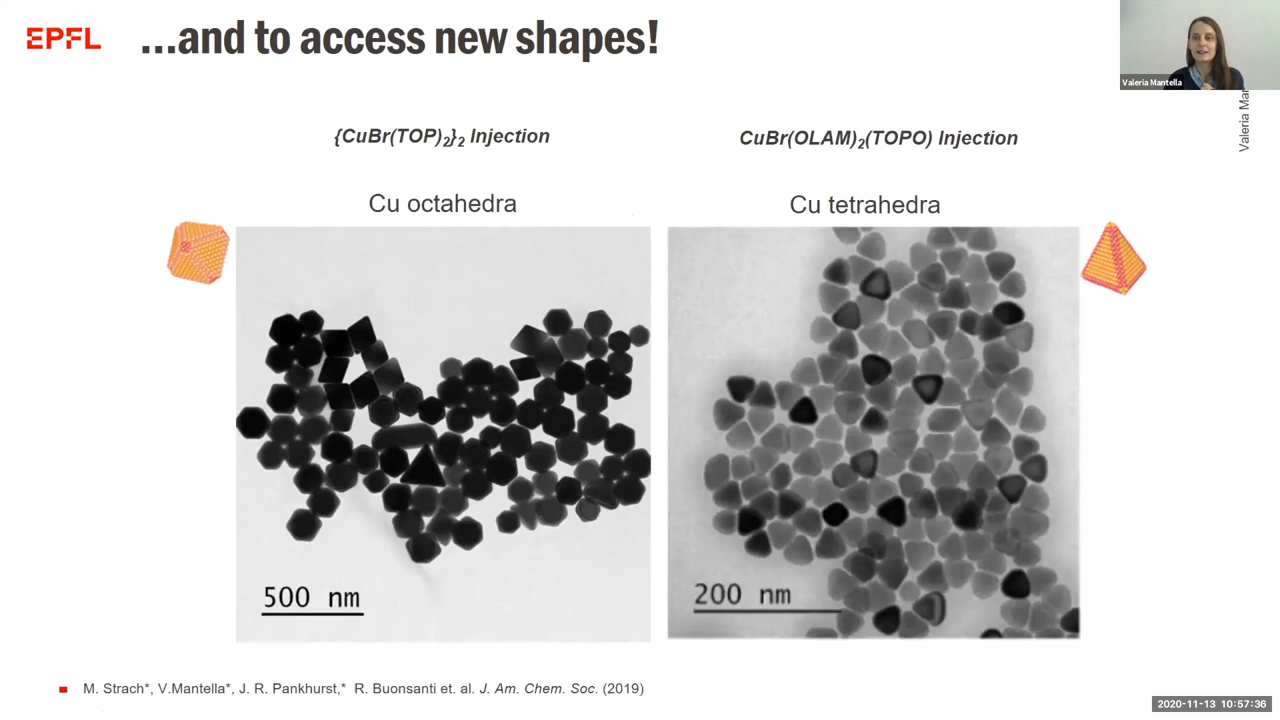 EPFL
...and to access new shapes!
Valeria Mantella
Valeria Mar
{CuBr(TOP)₂}₂ Injection
CuBr(OLAM)₂(TOPO) Injection
Cu octahedra
Cu tetrahedra
500 nm
200 nm
M. Strach*, V.Mantella*, J. R. Pankhurst,* R. Buonsanti et. al. J. Am. Chem. Soc. (2019)
2020-11-13 10:57:36